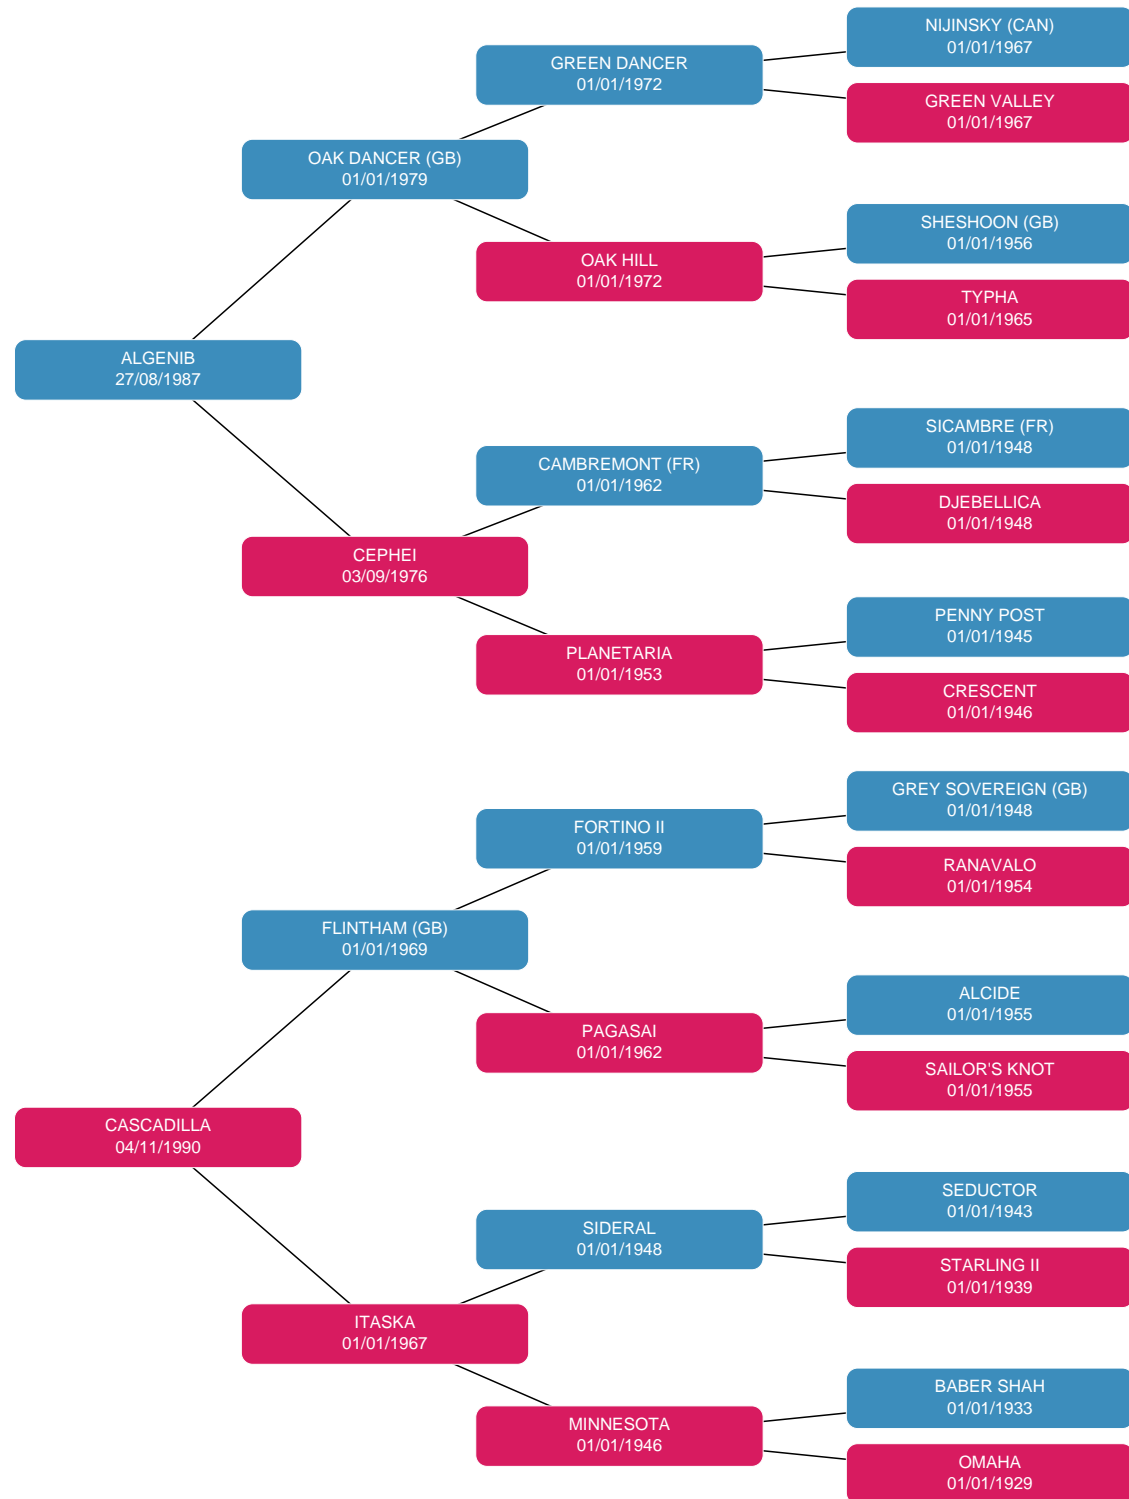 NIJINSKY (CAN)
01/01/1967
GREEN DANCER
01/01/1972
GREEN VALLEY
01/01/1967
OAK DANCER (GB)
01/01/1979
SHESHOON (GB)
01/01/1956
OAK HILL
01/01/1972
TYPHA
01/01/1965
ALGENIB
27/08/1987
SICAMBRE (FR)
01/01/1948
CAMBREMONT (FR)
01/01/1962
DJEBELLICA
01/01/1948
CEPHEI
03/09/1976
PENNY POST
01/01/1945
PLANETARIA
01/01/1953
CRESCENT
01/01/1946
GREY SOVEREIGN (GB)
01/01/1948
FORTINO II
01/01/1959
RANAVALO
01/01/1954
FLINTHAM (GB)
01/01/1969
ALCIDE
01/01/1955
PAGASAI
01/01/1962
SAILOR'S KNOT
01/01/1955
CASCADILLA
04/11/1990
SEDUCTOR
01/01/1943
SIDERAL
01/01/1948
STARLING II
01/01/1939
ITASKA
01/01/1967
BABER SHAH
01/01/1933
MINNESOTA
01/01/1946
OMAHA
01/01/1929